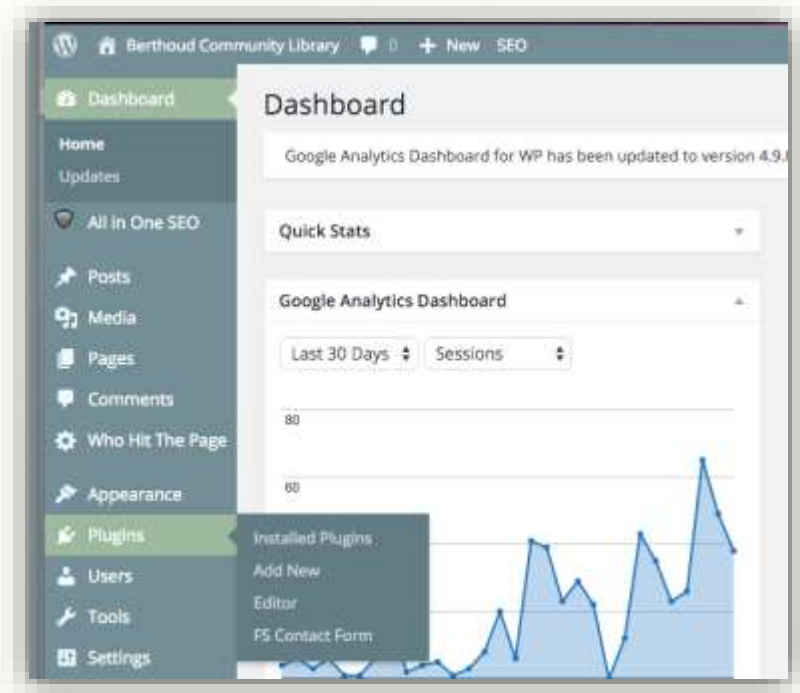 Berthoud Community Library 0 + New SEO
Dashboard
Home
Updates
All in One SEO
Posts
Media
Pages
Comments
Who Hit The Page
Appearance
Plugins
Users
Tools
Settings
Installed Plugins
Add New
Editor
FS Contact Form
Dashboard
Google Analytics Dashboard for WP has been updated to version 4.9.
Quick Stats
Google Analytics Dashboard
Last 30 Days Sessions
80
60